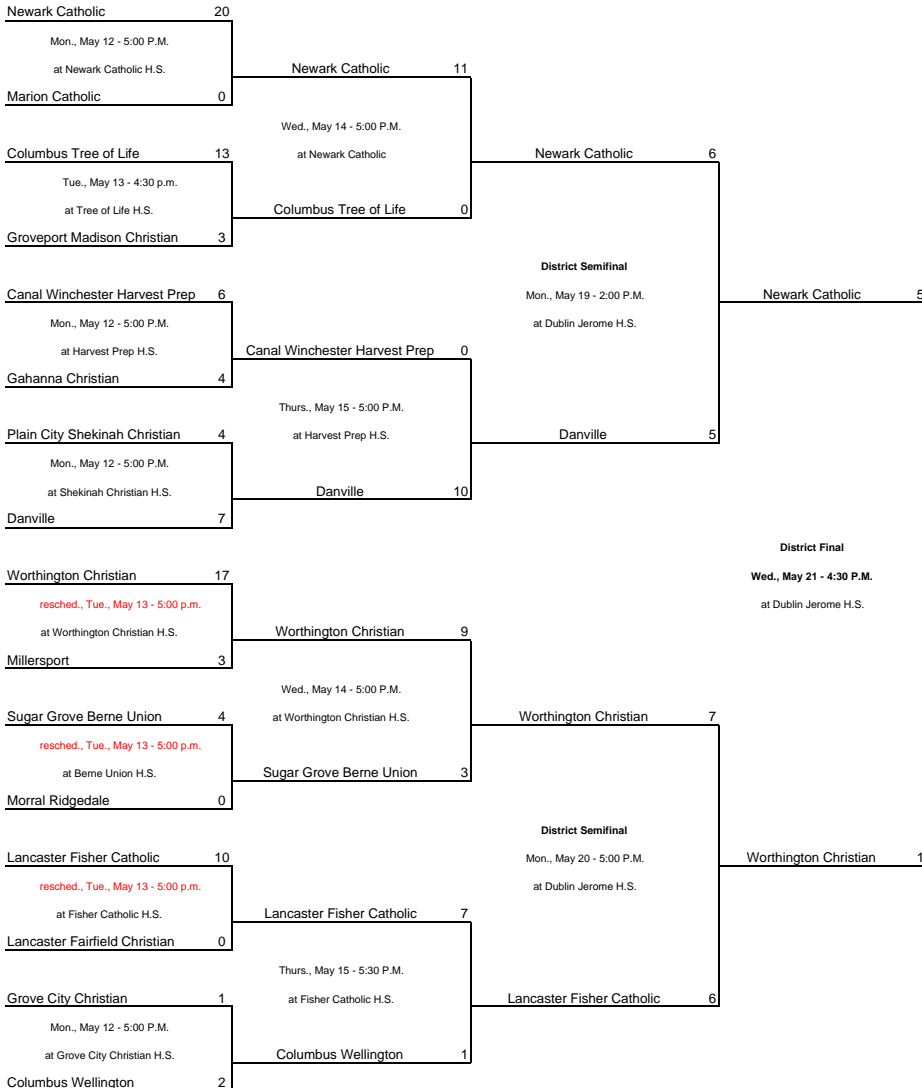 Newark Catholic 20
Mon., May 12 - 5:00 P.M.
at Newark Catholic H.S.
Marion Catholic 0
Columbus Tree of Life 13
Tue., May 13 - 4:30 p.m.
at Tree of Life H.S.
Groveport Madison Christian 3
Canal Winchester Harvest Prep 6
Mon., May 12 - 5:00 P.M.
at Harvest Prep H.S.
Gahanna Christian 4
Plain City Shekinah Christian 4
Mon., May 12 - 5:00 P.M.
at Shekinah Christian H.S.
Danville 7
Worthington Christian 17
resched., Tue., May 13 - 5:00 p.m.
at Worthington Christian H.S.
Millersport 3
Sugar Grove Berne Union 4
resched., Tue., May 13 - 5:00 p.m.
at Berne Union H.S.
Morral Ridgedale 0
Lancaster Fisher Catholic 10
resched., Tue., May 13 - 5:00 p.m.
at Fisher Catholic H.S.
Lancaster Fairfield Christian 0
Grove City Christian 1
Mon., May 12 - 5:00 P.M.
at Grove City Christian H.S.
Columbus Wellington 2
Newark Catholic 11
Wed., May 14 - 5:00 P.M.
at Newark Catholic
Columbus Tree of Life 0
Canal Winchester Harvest Prep 0
Thurs., May 15 - 5:00 P.M.
at Harvest Prep H.S.
Danville 10
Worthington Christian 9
Wed., May 14 - 5:00 P.M.
at Worthington Christian H.S.
Sugar Grove Berne Union 3
Lancaster Fisher Catholic 7
Thurs., May 15 - 5:30 P.M.
at Fisher Catholic H.S.
Columbus Wellington 1
Newark Catholic 6
District Semifinal
Mon., May 19 - 2:00 P.M.
at Dublin Jerome H.S.
Danville 5
Worthington Christian 7
District Semifinal
Mon., May 20 - 5:00 P.M.
at Dublin Jerome H.S.
Lancaster Fisher Catholic 6
Newark Catholic 5
District Final
Wed., May 21 - 4:30 P.M.
at Dublin Jerome H.S.
Worthington Christian 1